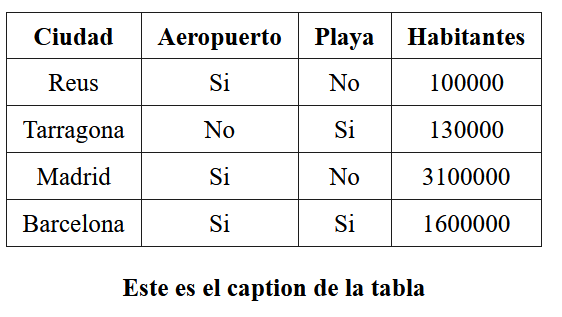 Ciudad Aeropuerto Playa Habitantes
Reus Si No 100000
Tarragona No Si 130000
Madrid Si No 3100000
Barcelona Si Si 1600000
Este es el caption de la tabla